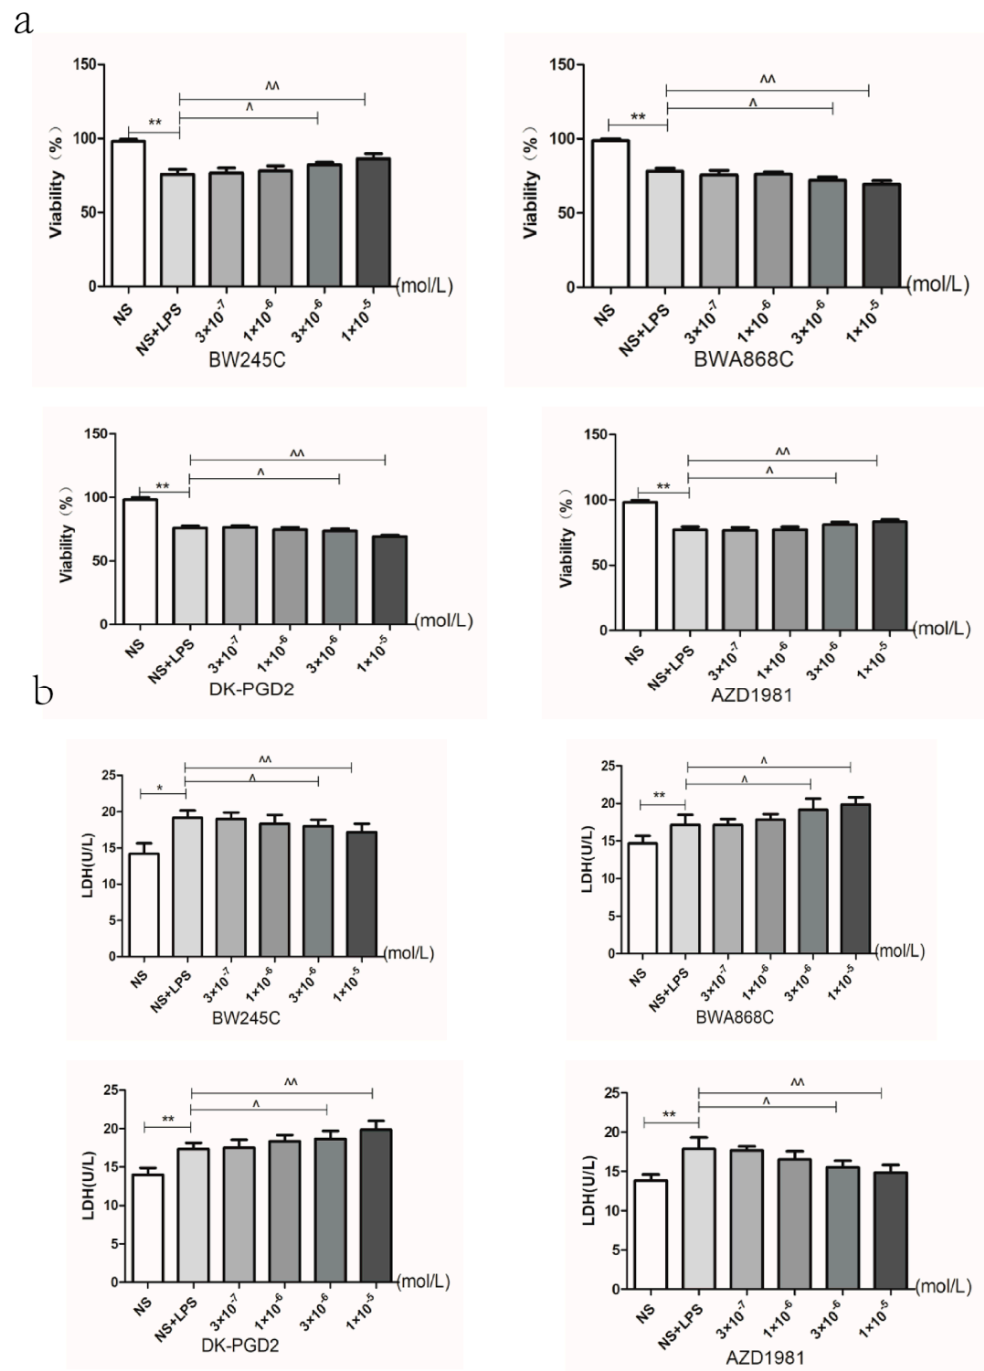 a
^^
^
**
150
100
50
0
Viability（%）
(mol/L)
NS
NS+LPS
3×10-7
1×10-6
3×10-6
1×10-5
BW245C
^^
^
**
150
100
50
0
Viability（%）
(mol/L)
NS
NS+LPS
3×10-7
1×10-6
3×10-6
1×10-5
BWA868C
^^
^
**
150
100
50
0
Viability（%）
(mol/L)
NS
NS+LPS
3×10-7
1×10-6
3×10-6
1×10-5
DK-PGD2
^^
^
**
150
100
50
0
Viability（%）
(mol/L)
NS
NS+LPS
3×10-7
1×10-6
3×10-6
1×10-5
AZD1981
b
^^
^
*
25
20
15
10
5
0
LDH(U/L)
(mol/L)
NS
NS+LPS
3×10-7
1×10-6
3×10-6
1×10-5
BW245C
^
^
**
25
20
15
10
5
0
LDH(U/L)
(mol/L)
NS
NS+LPS
3×10-7
1×10-6
3×10-6
1×10-5
BWA868C
^^
^
**
25
20
15
10
5
0
LDH(U/L)
(mol/L)
NS
NS+LPS
3×10-7
1×10-6
3×10-6
1×10-5
DK-PGD2
^^
^
**
25
20
15
10
5
0
LDH(U/L)
(mol/L)
NS
NS+LPS
3×10-7
1×10-6
3×10-6
1×10-5
AZD1981